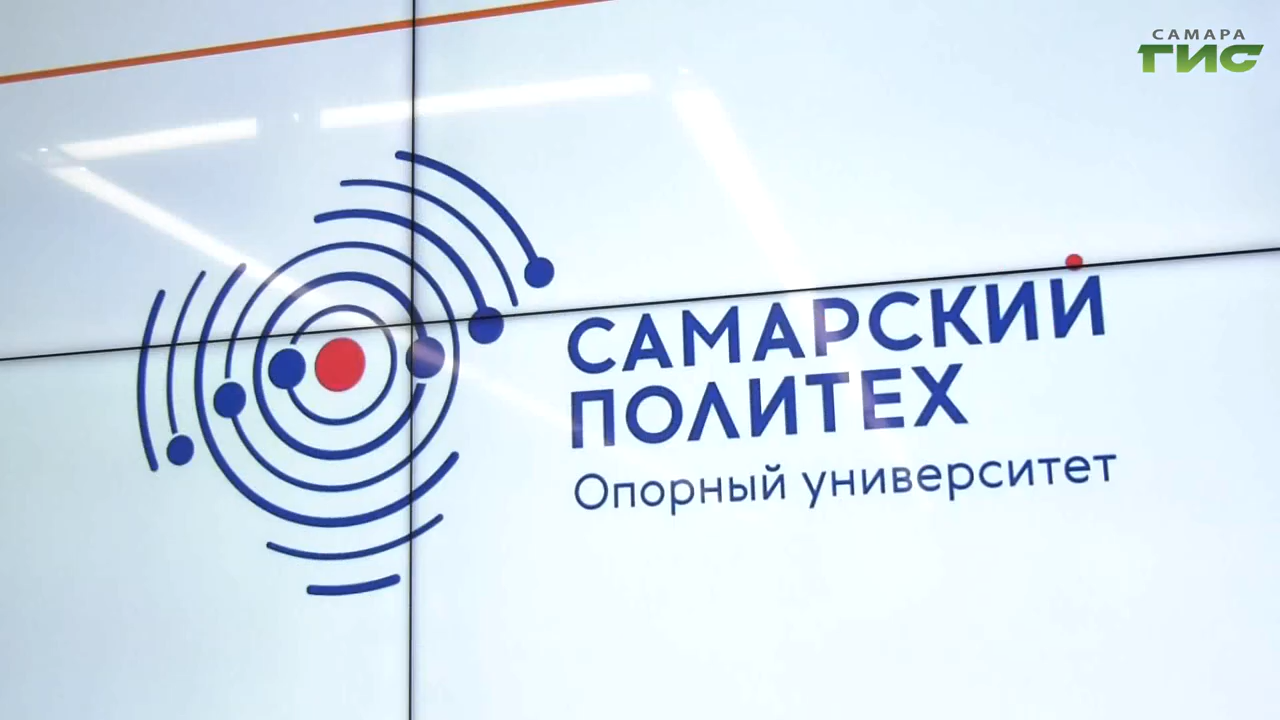 САМАРА
ГИС
САМАРСКИЙ
ПОЛИТЕХ
Опорный университет